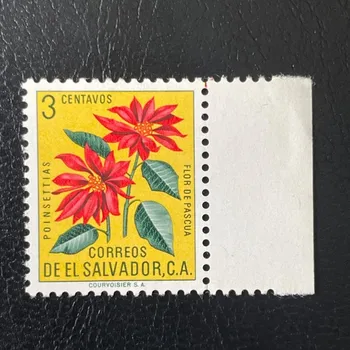 3 CENTAVOS
POINSETTIAS
FLOR DE PASCUA
CORREOS
DE EL SALVADOR, C.A.
COURVOISIER S.A.